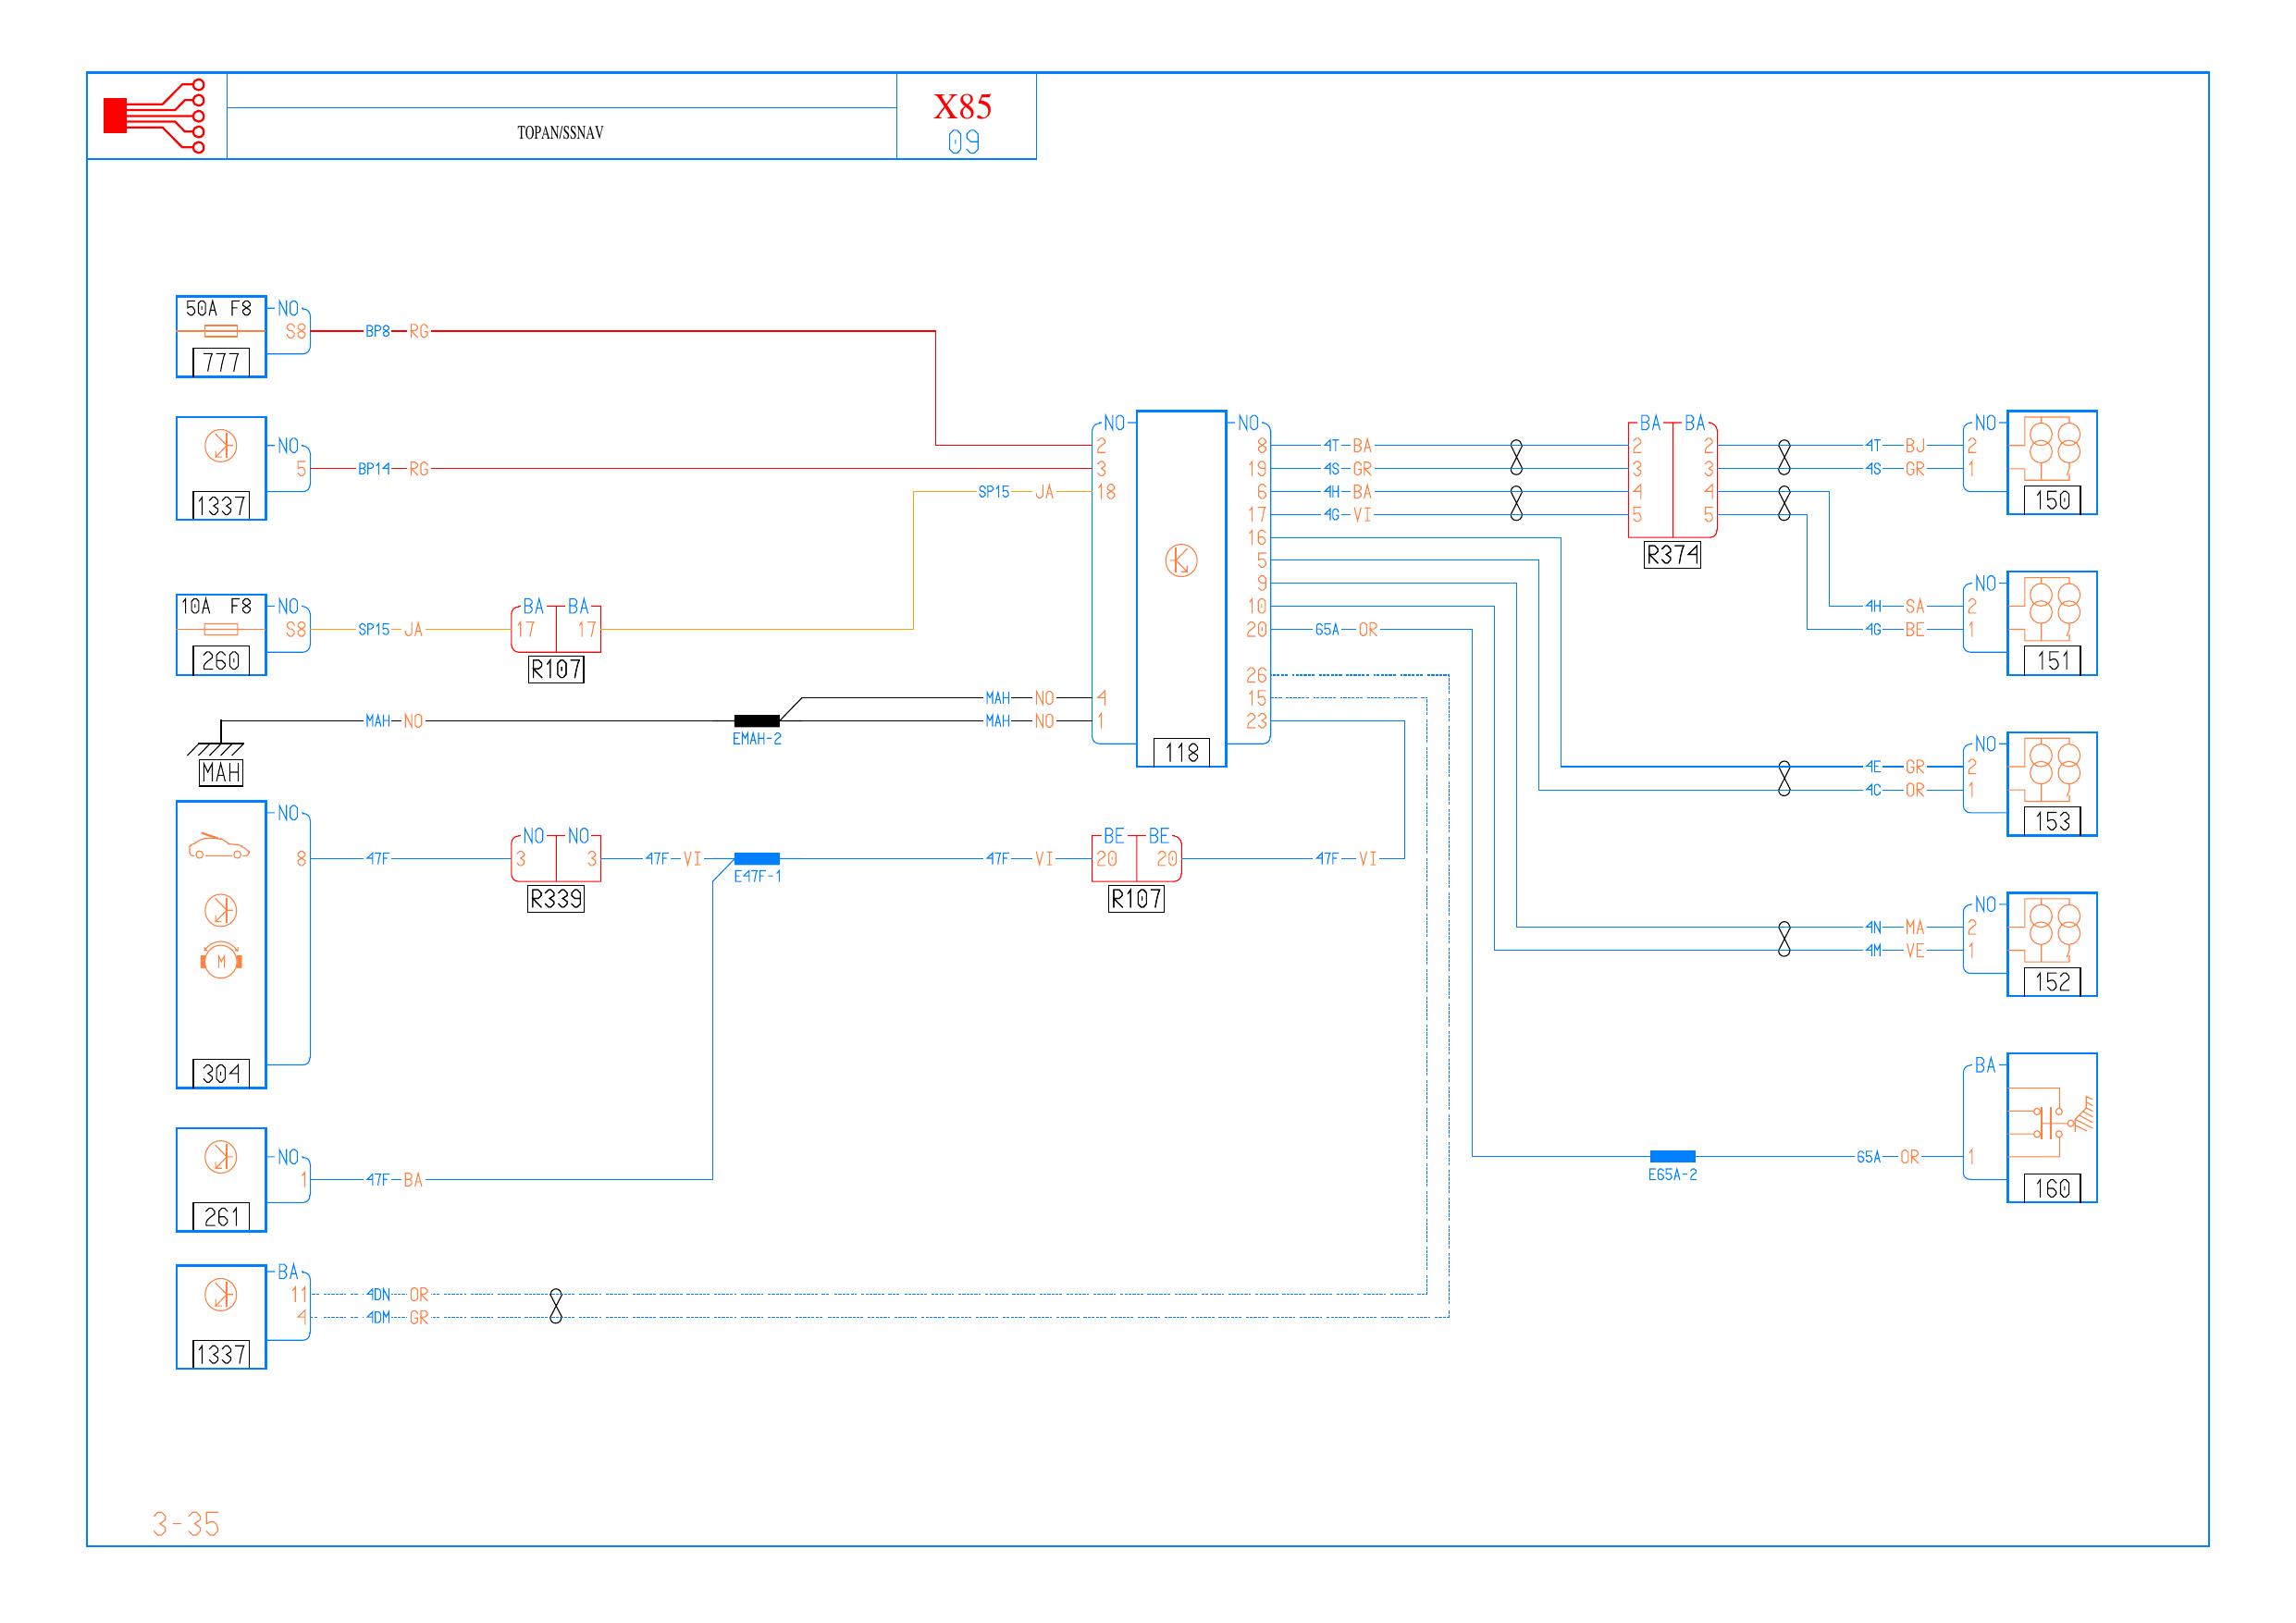 X85
TOPAN/SSNAV
09
50A F8 NO
S8 BP8 RG
777
NO NO NO
2 8 4T BA
BA BA
2 2 4T BJ 2
NO
5 BP14 RG 3 19 4S GR 3 3 4S GR 1
SP15 JA 18 6 4H BA 4 4
1337 150
17 4G VI 5 5
16
R374
5
9 NO
10A F8 NO BA BA 10 4H SA 2
S8 SP15 JA 17 17 20 65A OR 4G BE 1
260 R107 151
26
MAH NO 4 15
MAH NO MAH NO 1 23
EMAH-2
NO
118
MAH 4E GR 2
4C OR 1
NO
153
NO NO BE BE
8 47F 3 3 47F VI 47F VI 20 20 47F VI
E47F-1
R339 R107
NO
M
4N MA 2
4M VE 1
152
304
BA
NO 65A OR 1
1 47F BA E65A-2
160
261
BA
11 4DN OR
4 4DM GR
1337
3-35